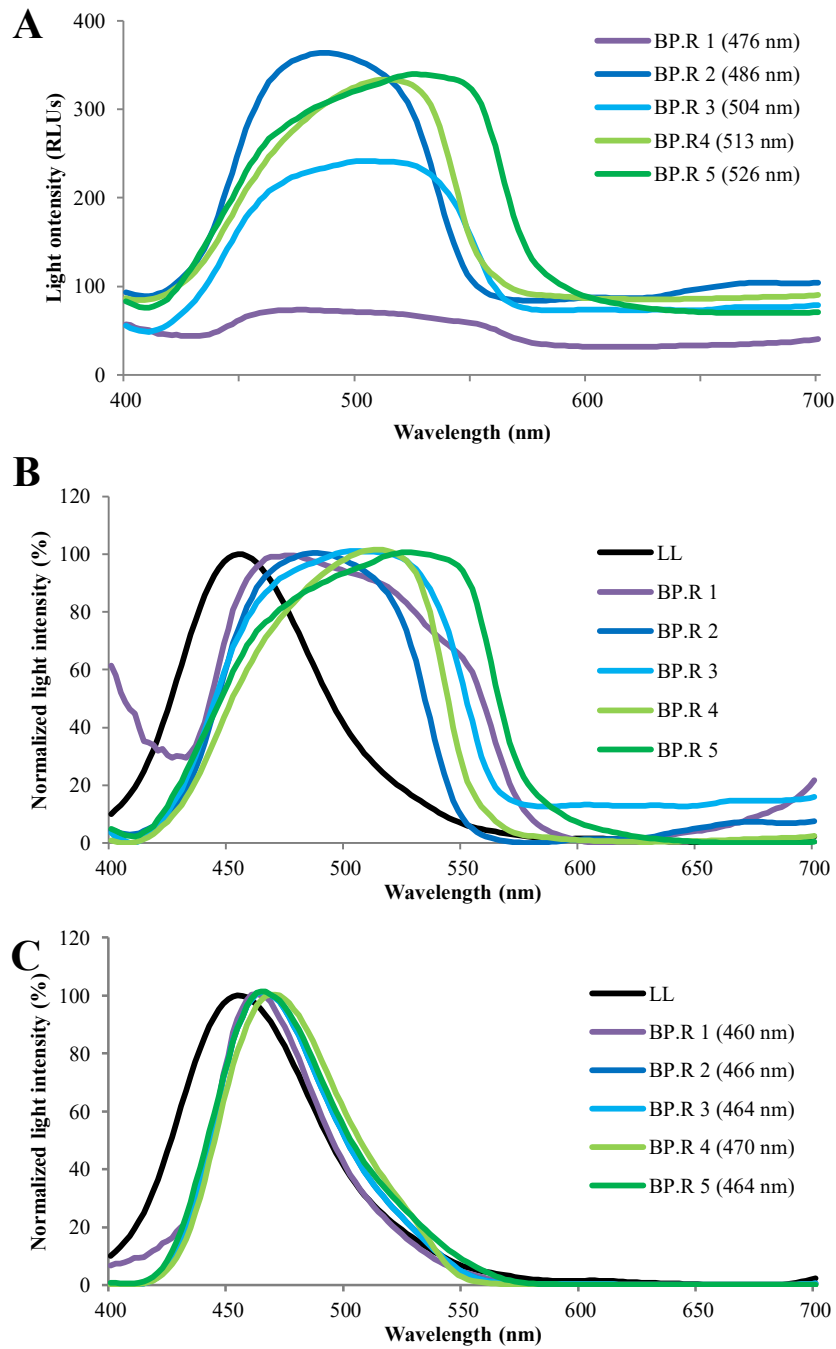 A
400
300
200
100
0
Light ontensity (RLUs)
400
500
600
700
Wavelength (nm)
BP.R 1 (476 nm)
BP.R 2 (486 nm)
BP.R 3 (504 nm)
BP.R4 (513 nm)
BP.R 5 (526 nm)
B
120
100
80
60
40
20
0
Normalized light intensity (%)
400
450
500
550
600
650
700
Wavelength (nm)
LL
BP.R 1
BP.R 2
BP.R 3
BP.R 4
BP.R 5
C
120
100
80
60
40
20
0
Normalized light intensity (%)
400
450
500
550
600
650
700
Wavelength (nm)
LL
BP.R 1 (460 nm)
BP.R 2 (466 nm)
BP.R 3 (464 nm)
BP.R 4 (470 nm)
BP.R 5 (464 nm)